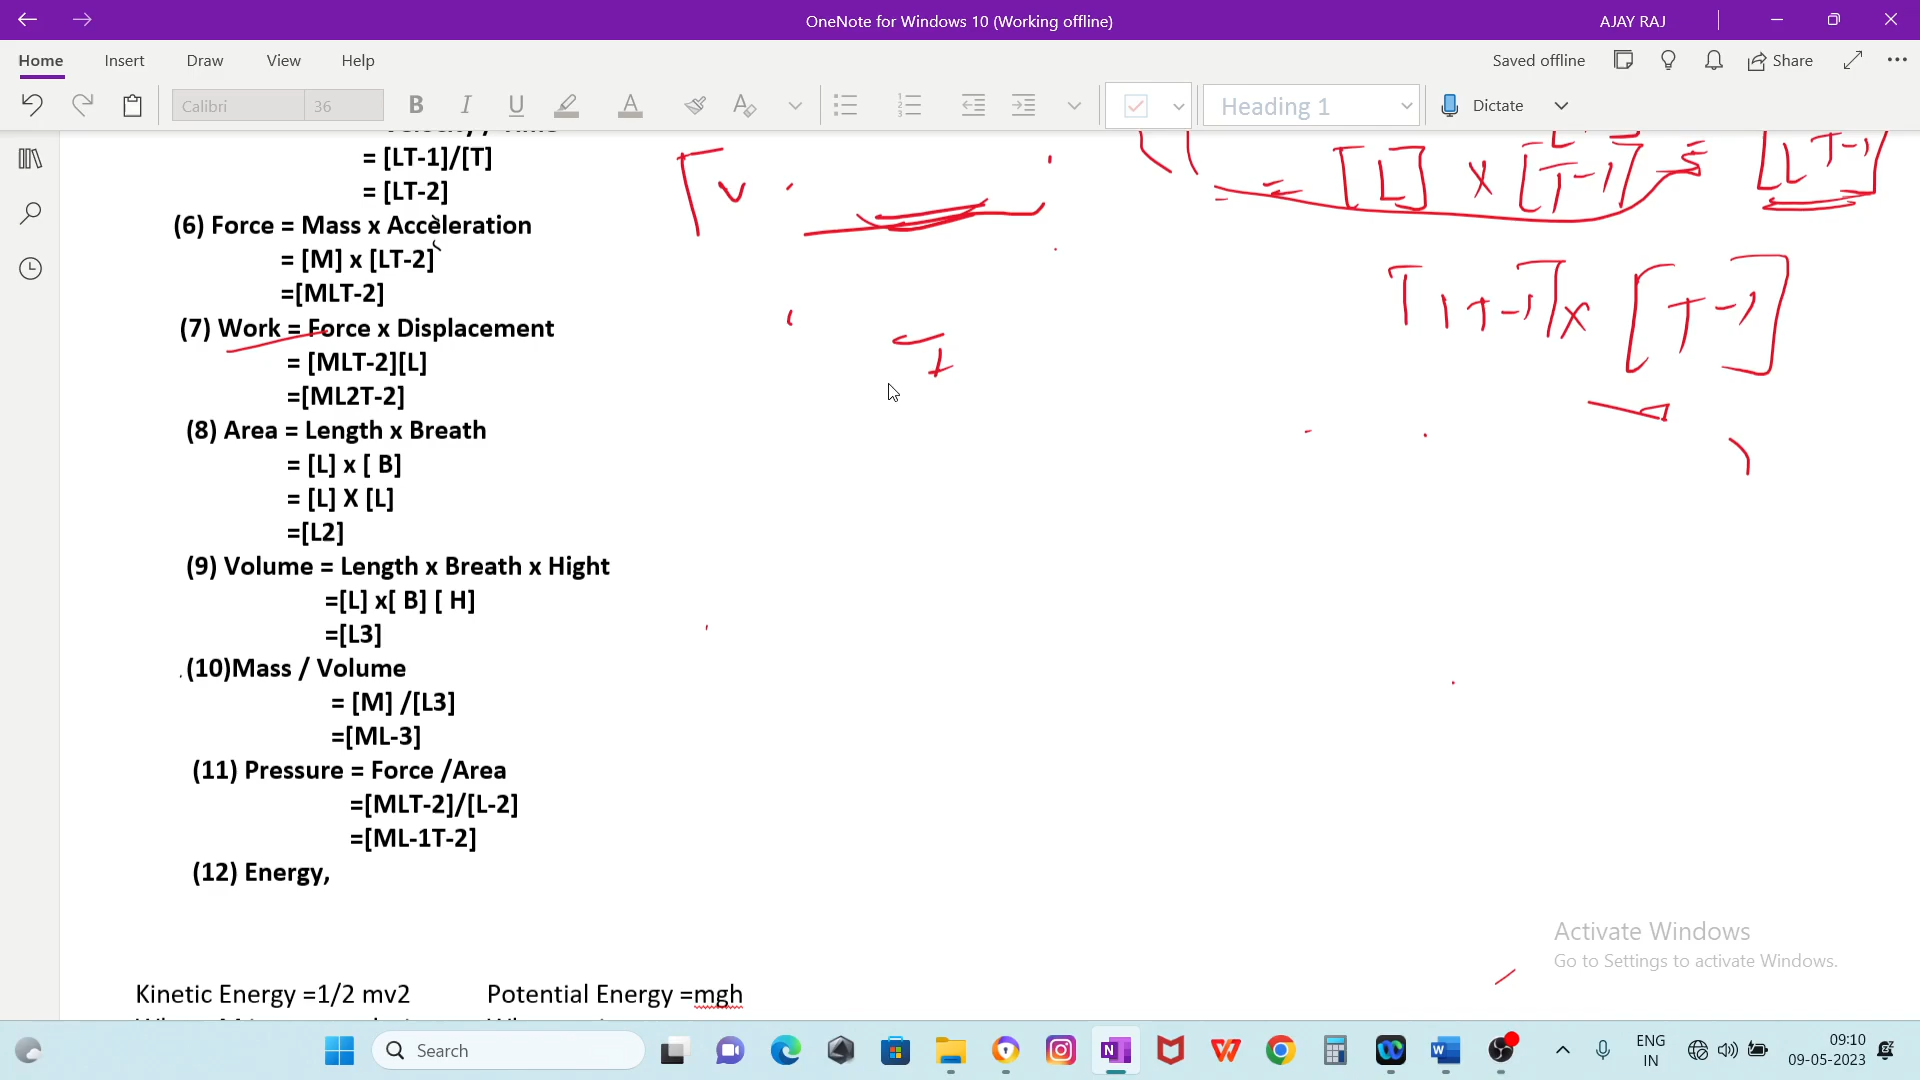 OneNote for Windows 10 (Working offline)
AJAY RAJ
Home Insert Draw View Help
Saved offline
Share
Calibri 36
B I U
A
Heading 1
Dictate
= [LT-1]/[T]
= [LT-2]
(6) Force = Mass x Acceleration
= [M] x [LT-2]
=[MLT-2]
(7) Work = Force x Displacement
= [MLT-2][L]
=[ML2T-2]
(8) Area = Length x Breath
= [L] x [ B]
= [L] X [L]
=[L2]
(9) Volume = Length x Breath x Hight
=[L] x[ B] [ H]
=[L3]
(10)Mass / Volume
= [M] /[L3]
=[ML-3]
(11) Pressure = Force /Area
=[MLT-2]/[L-2]
=[ML-1T-2]
(12) Energy,
Kinetic Energy =1/2 mv2 Potential Energy =mgh
v
= [L] x [T-1] = [LT-1]
x [T-1]
Activate Windows
Go to Settings to activate Windows.
Search
ENG
IN
09:10
09-05-2023